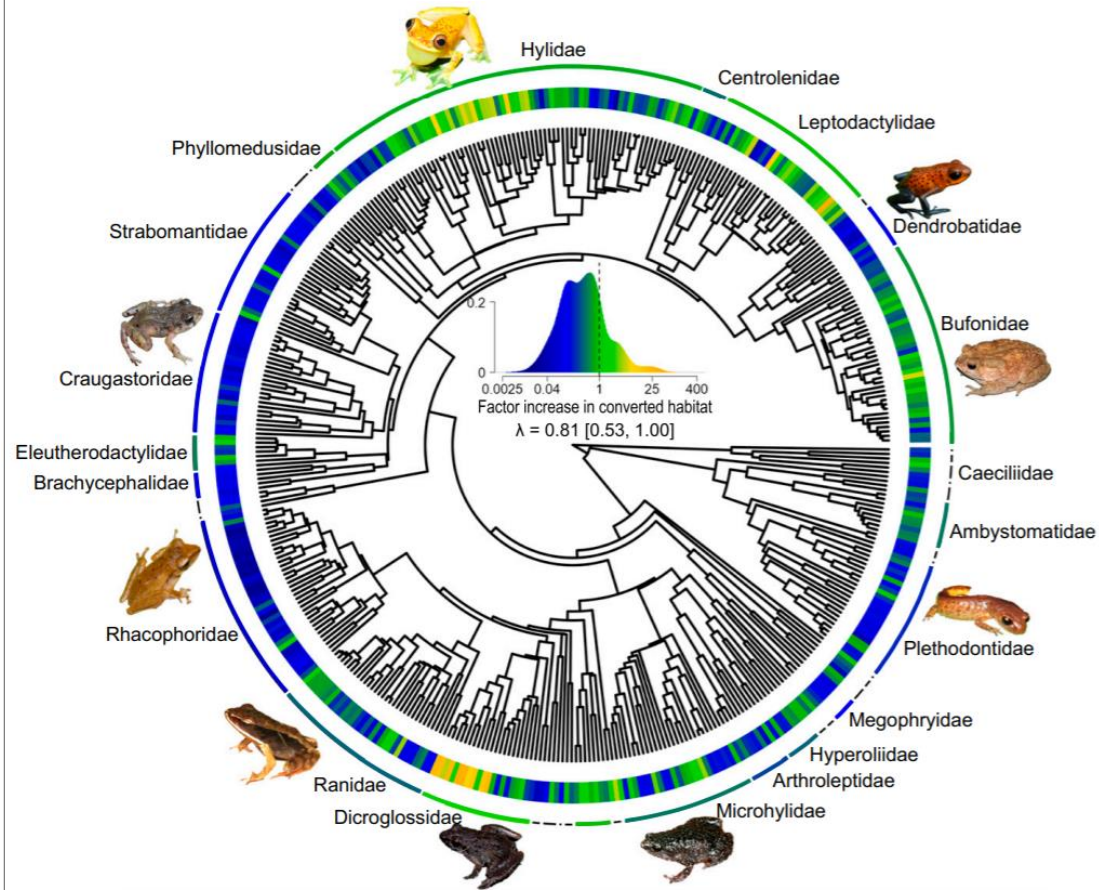 Hylidae
Centrolenidae
Leptodactylidae
Phyllomedusidae
Dendrobatidae
Strabomantidae
Bufonidae
0.2
0
0.0025 0.04 1 25 400
Factor increase in converted habitat
λ = 0.81 [0.53, 1.00]
Craugastoridae
Eleutherodactylidae
Caeciliidae
Brachycephalidae
Ambystomatidae
Rhacophoridae
Plethodontidae
Megophryidae
Hyperoliidae
Arthroleptidae
Ranidae
Microhylidae
Dicroglossidae